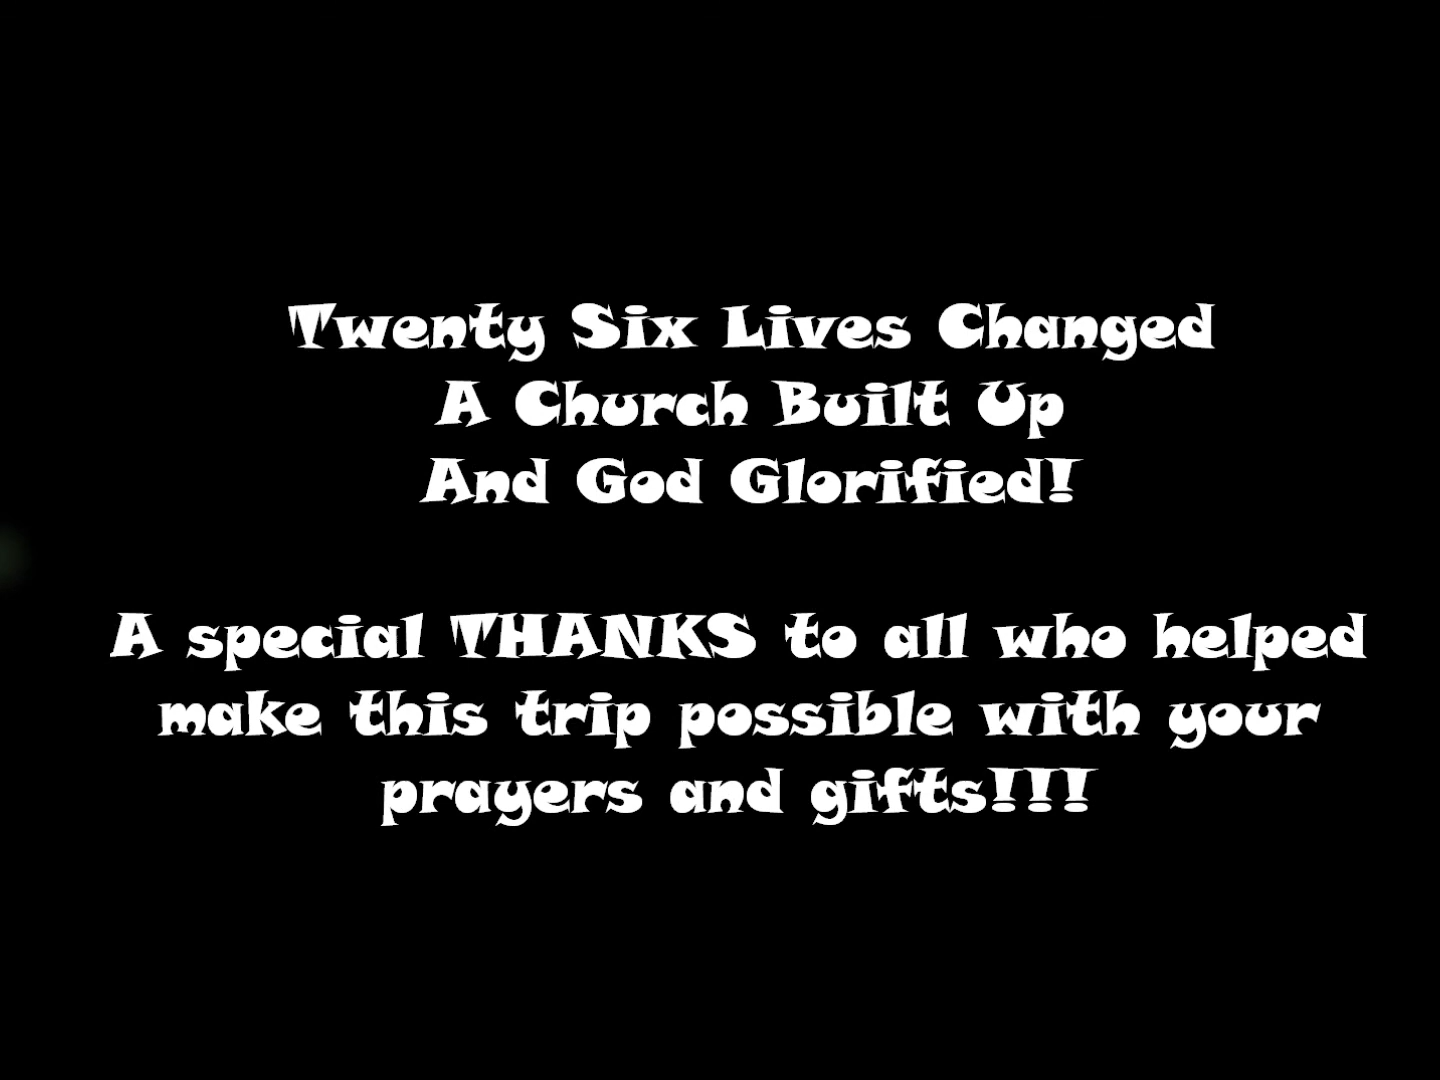 Twenty Six Lives Changed
A Church Built Up
And God Glorified!
A special THANKS to all who helped
make this trip possible with your
prayers and gifts!!!